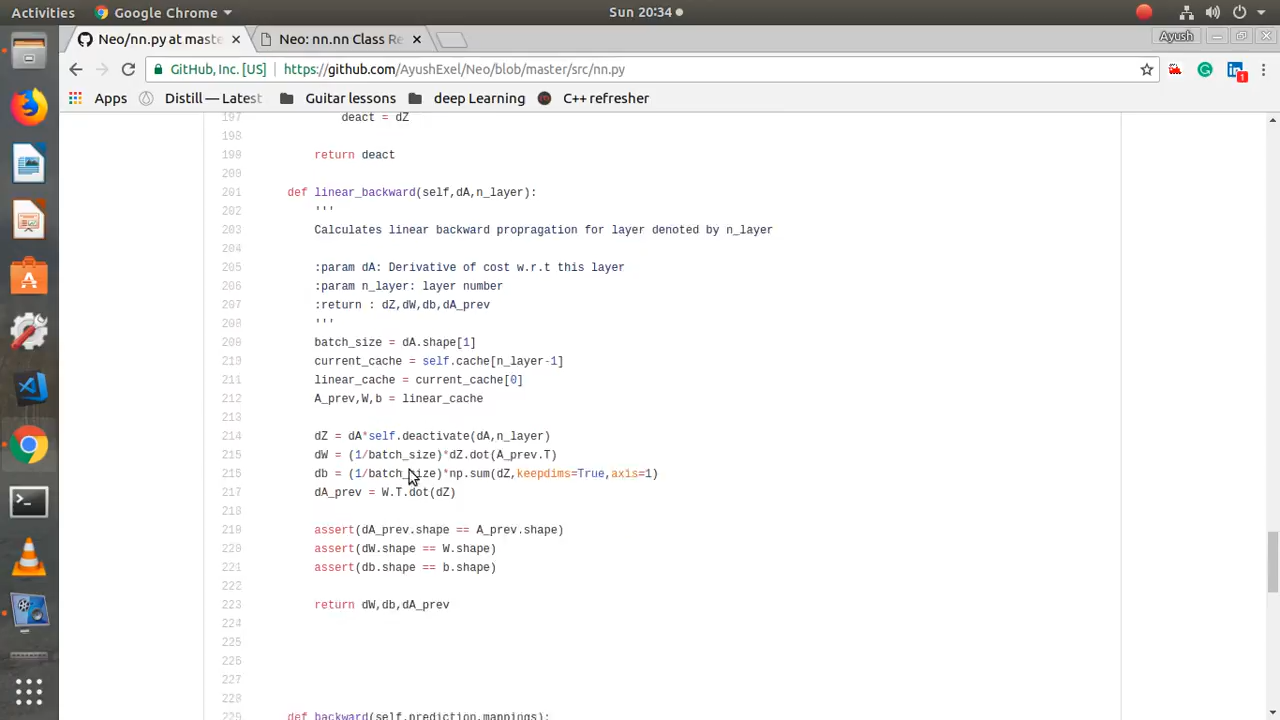 Activities Google Chrome Sun 20:34
Neo/nn.py at maste × Neo: nn.nn Class Re ×
Ayush
GitHub, Inc. [US] https://github.com/AyushExel/Neo/blob/master/src/nn.py
1
Apps Distill — Latest Guitar lessons deep Learning C++ refresher
197 deact = dZ
198
199 return deact
200
201 def linear_backward(self,dA,n_layer):
202 '''
203 Calculates linear backward propragation for layer denoted by n_layer
204
205 :param dA: Derivative of cost w.r.t this layer
206 :param n_layer: layer number
207 :return : dZ,dW,db,dA_prev
208 '''
209 batch_size = dA.shape[1]
210 current_cache = self.cache[n_layer-1]
211 linear_cache = current_cache[0]
212 A_prev,W,b = linear_cache
213
214 dZ = dA*self.deactivate(dA,n_layer)
215 dW = (1/batch_size)*dZ.dot(A_prev.T)
216 db = (1/batch_size)*np.sum(dZ,keepdims=True,axis=1)
217 dA_prev = W.T.dot(dZ)
218
219 assert(dA_prev.shape == A_prev.shape)
220 assert(dW.shape == W.shape)
221 assert(db.shape == b.shape)
222
223 return dW,db,dA_prev
224
225
226
227
228
229 def backward(self,prediction,mappings):